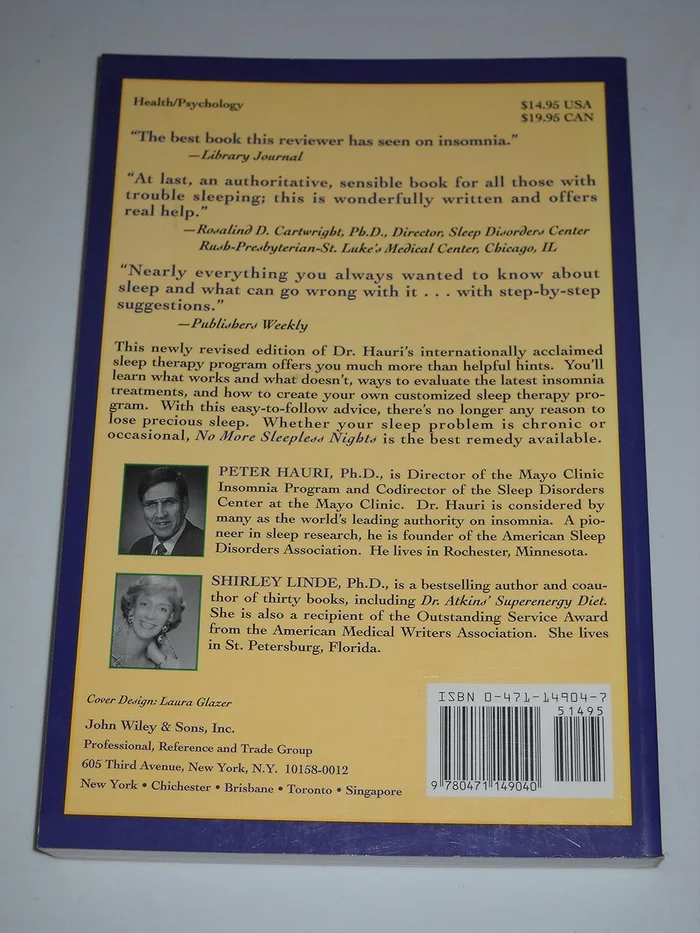 Health/Psychology
$14.95 USA
$19.95 CAN
“The best book this reviewer has seen on insomnia.”
—Library Journal
“At last, an authoritative, sensible book for all those with
trouble sleeping; this is wonderfully written and offers
real help.”
—Rosalind D. Cartwright, Ph.D., Director, Sleep Disorders Center
Rush-Presbyterian-St. Luke's Medical Center, Chicago, IL
“Nearly everything you always wanted to know about
sleep and what can go wrong with it . . . with step-by-step
suggestions.”
—Publishers Weekly
This newly revised edition of Dr. Hauri's internationally acclaimed
sleep therapy program offers you much more than helpful hints. You'll
learn what works and what doesn't, ways to evaluate the latest insomnia
treatments, and how to create your own customized sleep therapy pro-
gram. With this easy-to-follow advice, there's no longer any reason to
lose precious sleep. Whether your sleep problem is chronic or
occasional, No More Sleepless Nights is the best remedy available.
PETER HAURI, Ph.D., is Director of the Mayo Clinic
Insomnia Program and Codirector of the Sleep Disorders
Center at the Mayo Clinic. Dr. Hauri is considered by
many as the world's leading authority on insomnia. A pio-
neer in sleep research, he is founder of the American Sleep
Disorders Association. He lives in Rochester, Minnesota.
SHIRLEY LINDE, Ph.D., is a bestselling author and coau-
thor of thirty books, including Dr. Atkins' Superenergy Diet.
She is also a recipient of the Outstanding Service Award
from the American Medical Writers Association. She lives
in St. Petersburg, Florida.
Cover Design: Laura Glazer
John Wiley & Sons, Inc.
Professional, Reference and Trade Group
605 Third Avenue, New York, N.Y. 10158-0012
New York • Chichester • Brisbane • Toronto • Singapore
ISBN 0-471-14904-7
51495
9 780471 149040